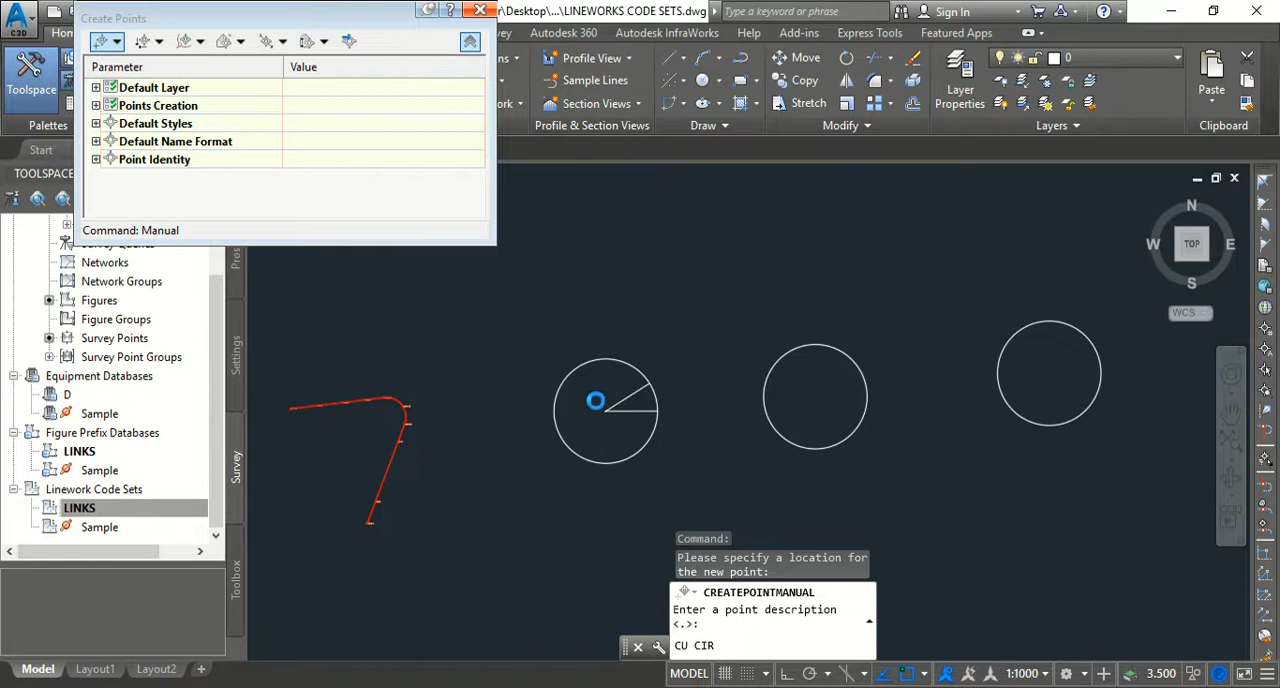 Create Points
r\Desktop\...\LINEWORKS CODE SETS.dwg
Type a keyword or phrase
Sign In
C3D
Autodesk 360
Autodesk InfraWorks
Help
Add-ins
Express Tools
Featured Apps
Toolspace
Palettes
Profile View
Sample Lines
Section Views
Profile & Section Views
Draw
Move
Copy
Stretch
Modify
Layer
Properties
0
Layers
Paste
Clipboard
Parameter
Value
Default Layer
Points Creation
Default Styles
Default Name Format
Point Identity
Command: Manual
Start
Networks
Network Groups
Figures
Figure Groups
Survey Points
Survey Point Groups
Equipment Databases
D
Sample
Figure Prefix Databases
LINKS
Sample
Linework Code Sets
LINKS
Sample
Pros
Settings
Survey
Toolbox
N
W
TOP
E
S
WCS
Command:
Please specify a location for
the new point:
CREATEPOINTMANUAL
Enter a point description
<.>:
CU CIR
Model
Layout1
Layout2
MODEL
1:1000
3.500